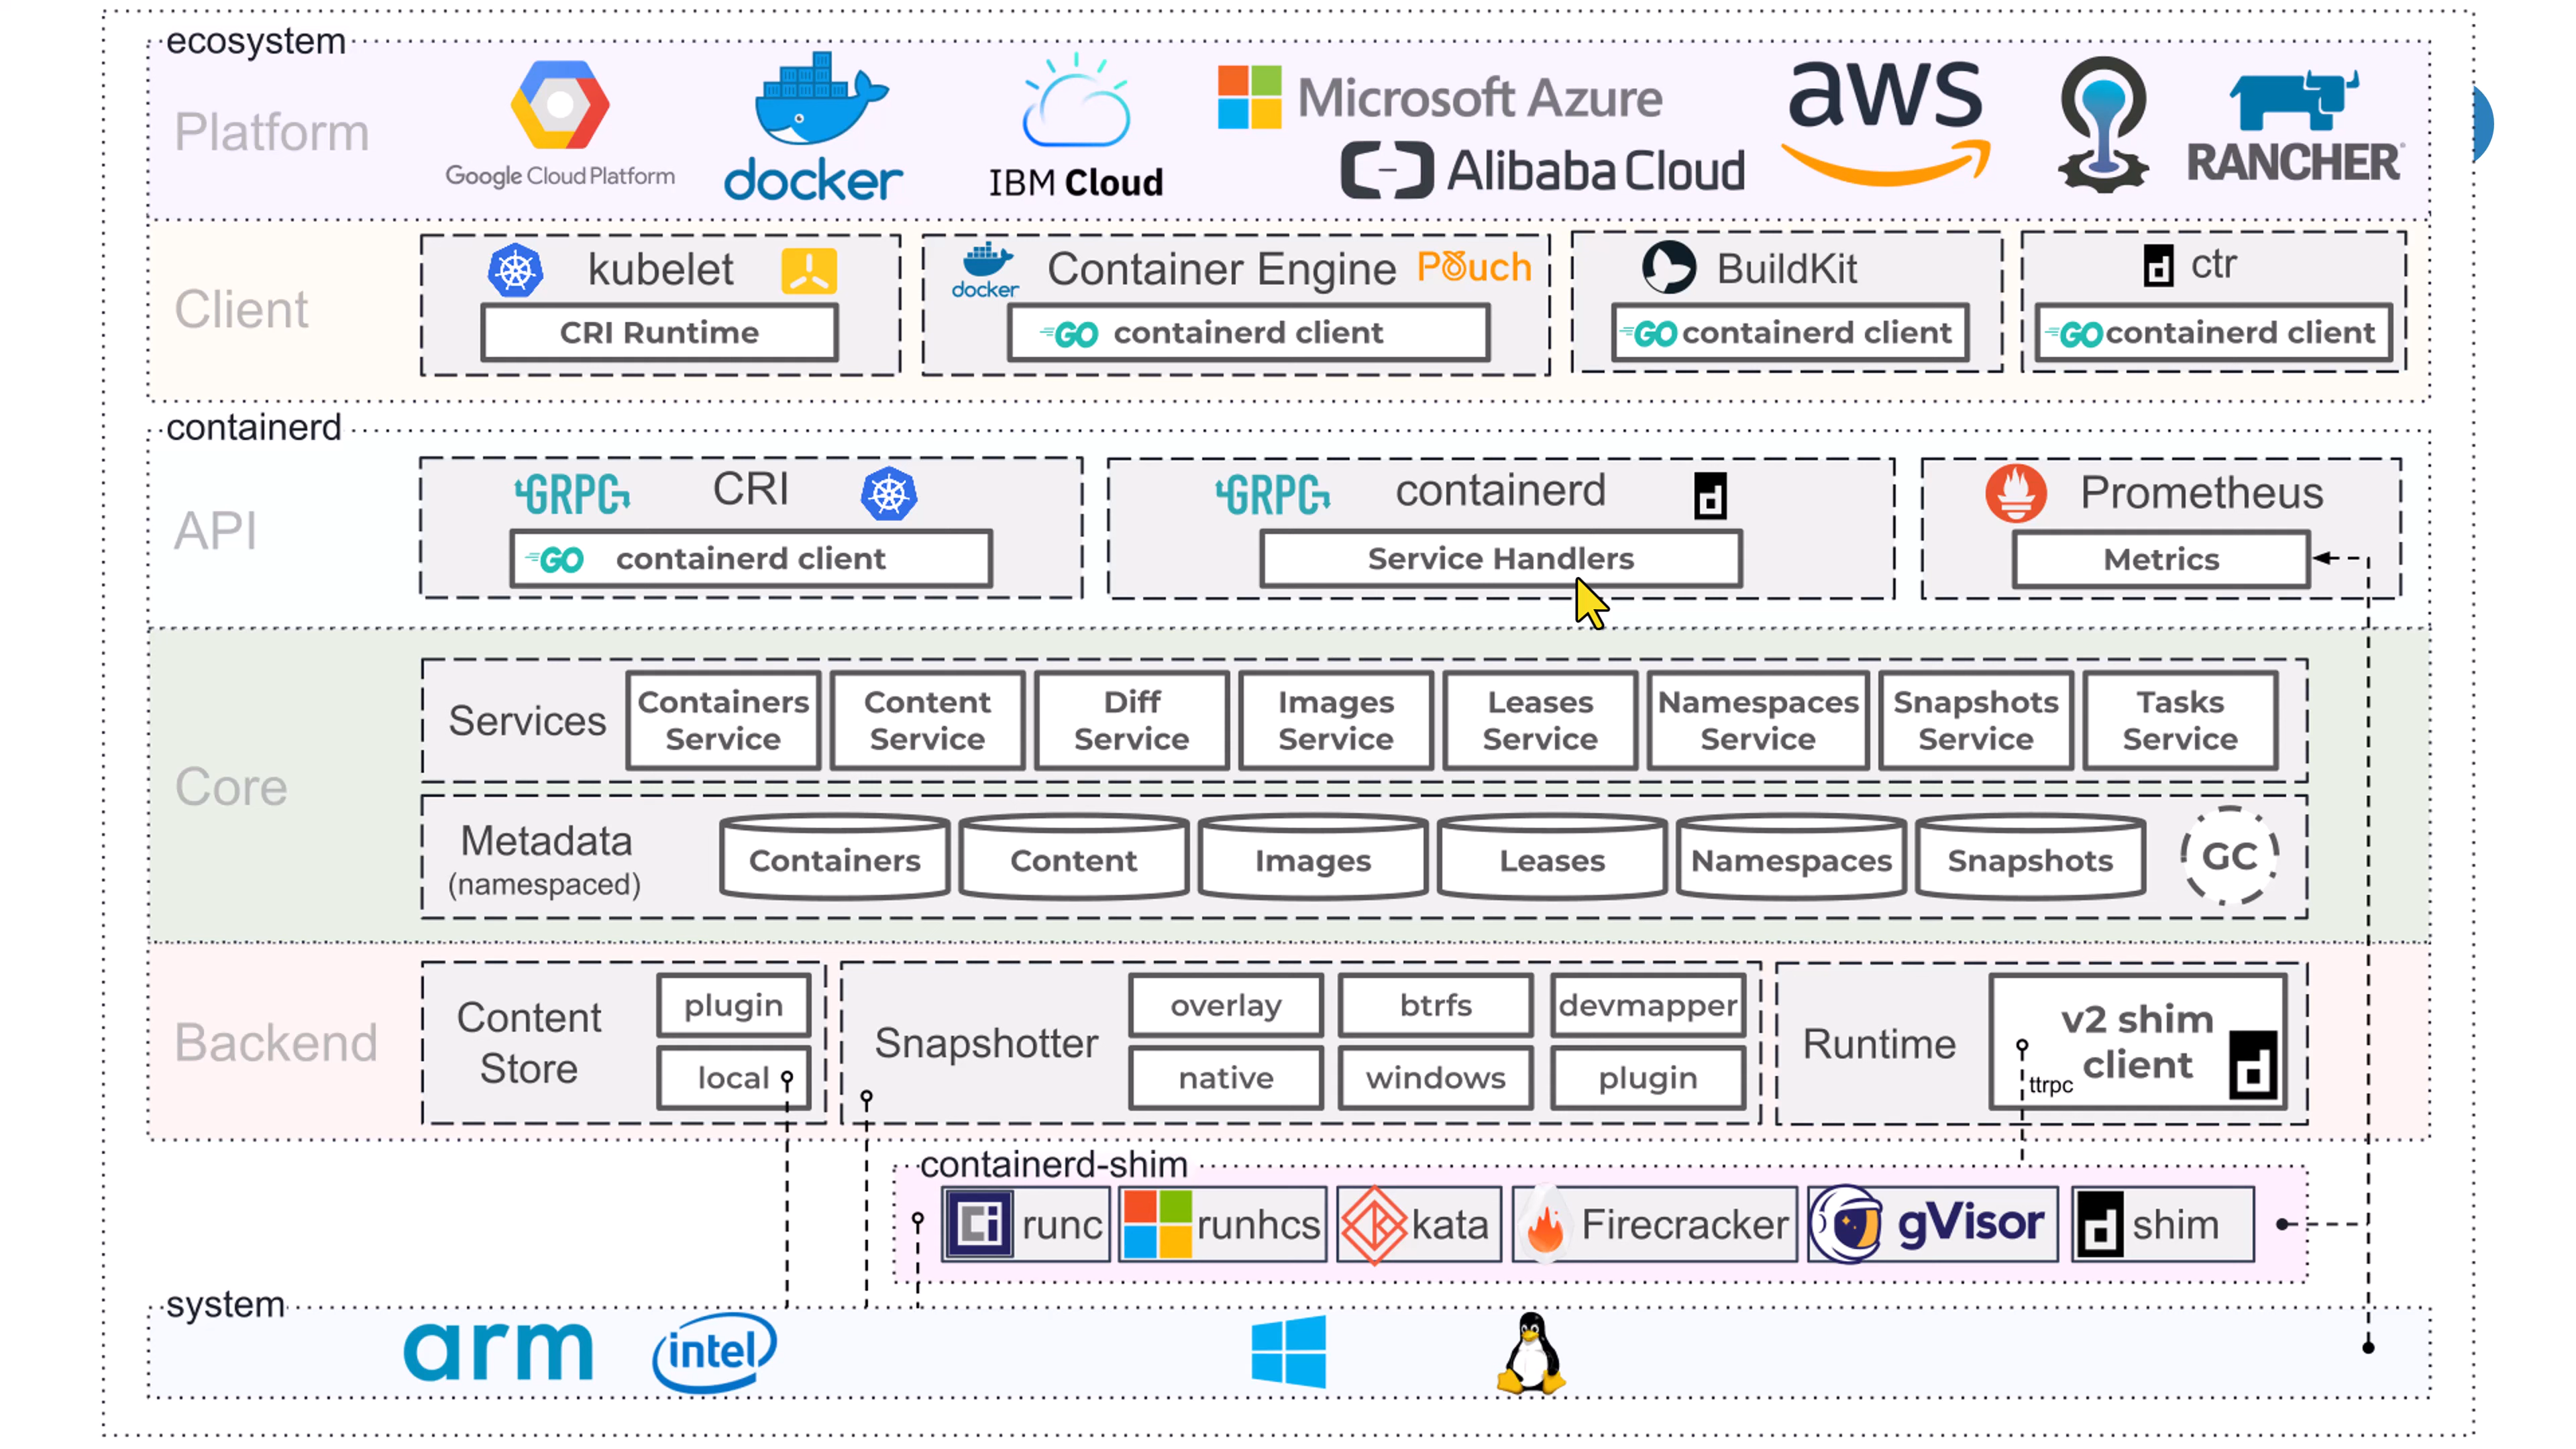 ecosystem
Platform
Google Cloud Platform
docker
IBM Cloud
Microsoft Azure
Alibaba Cloud
aws
RANCHER
Client
kubelet
CRI Runtime
docker
Container Engine
Pouch
GO containerd client
BuildKit
GO containerd client
d ctr
GO containerd client
containerd
API
GRPC CRI
GO containerd client
GRPC containerd d
Service Handlers
Prometheus
Metrics
Core
Services
Containers
Service
Content
Service
Diff
Service
Images
Service
Leases
Service
Namespaces
Service
Snapshots
Service
Tasks
Service
Metadata
(namespaced)
Containers
Content
Images
Leases
Namespaces
Snapshots
GC
Backend
Content
Store
plugin
local
Snapshotter
overlay
btrfs
devmapper
native
windows
plugin
Runtime
v2 shim
client
d
ttrpc
containerd-shim
Ci runc
runhcs
kata
Firecracker
gVisor
d shim
system
arm
intel